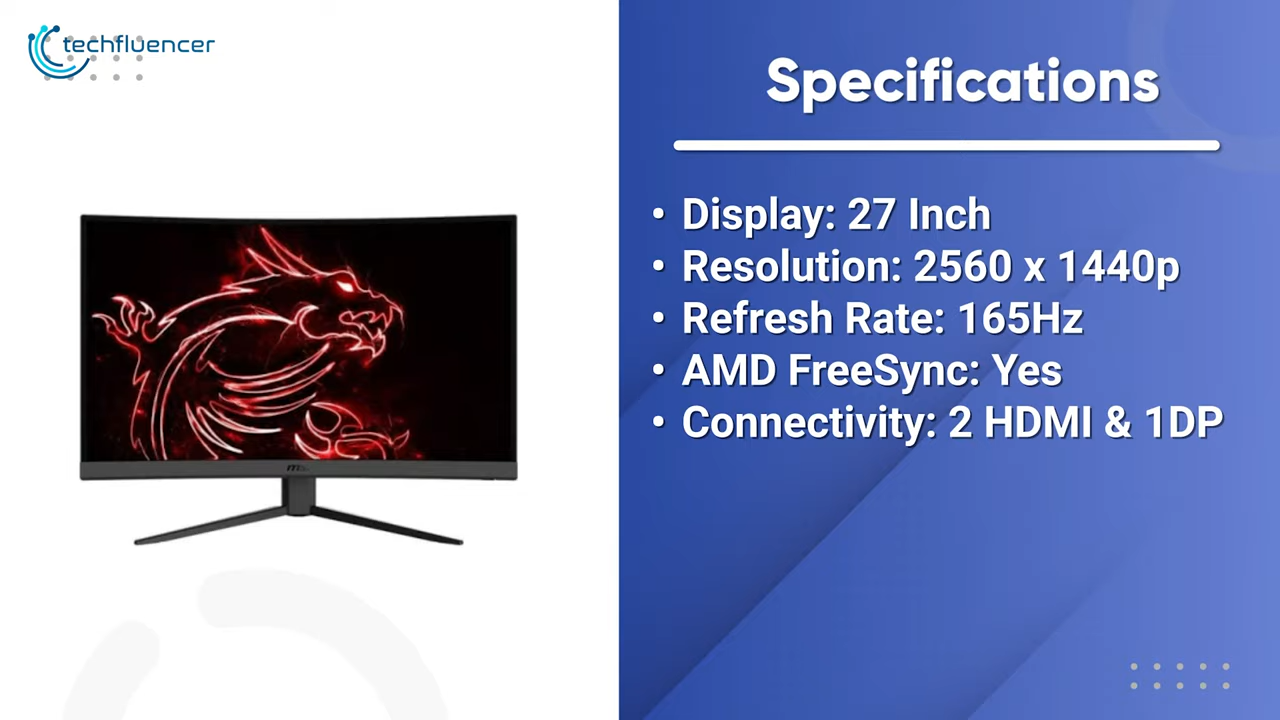 techfluencer
Specifications
• Display: 27 Inch
• Resolution: 2560 x 1440p
• Refresh Rate: 165Hz
• AMD FreeSync: Yes
• Connectivity: 2 HDMI & 1DP